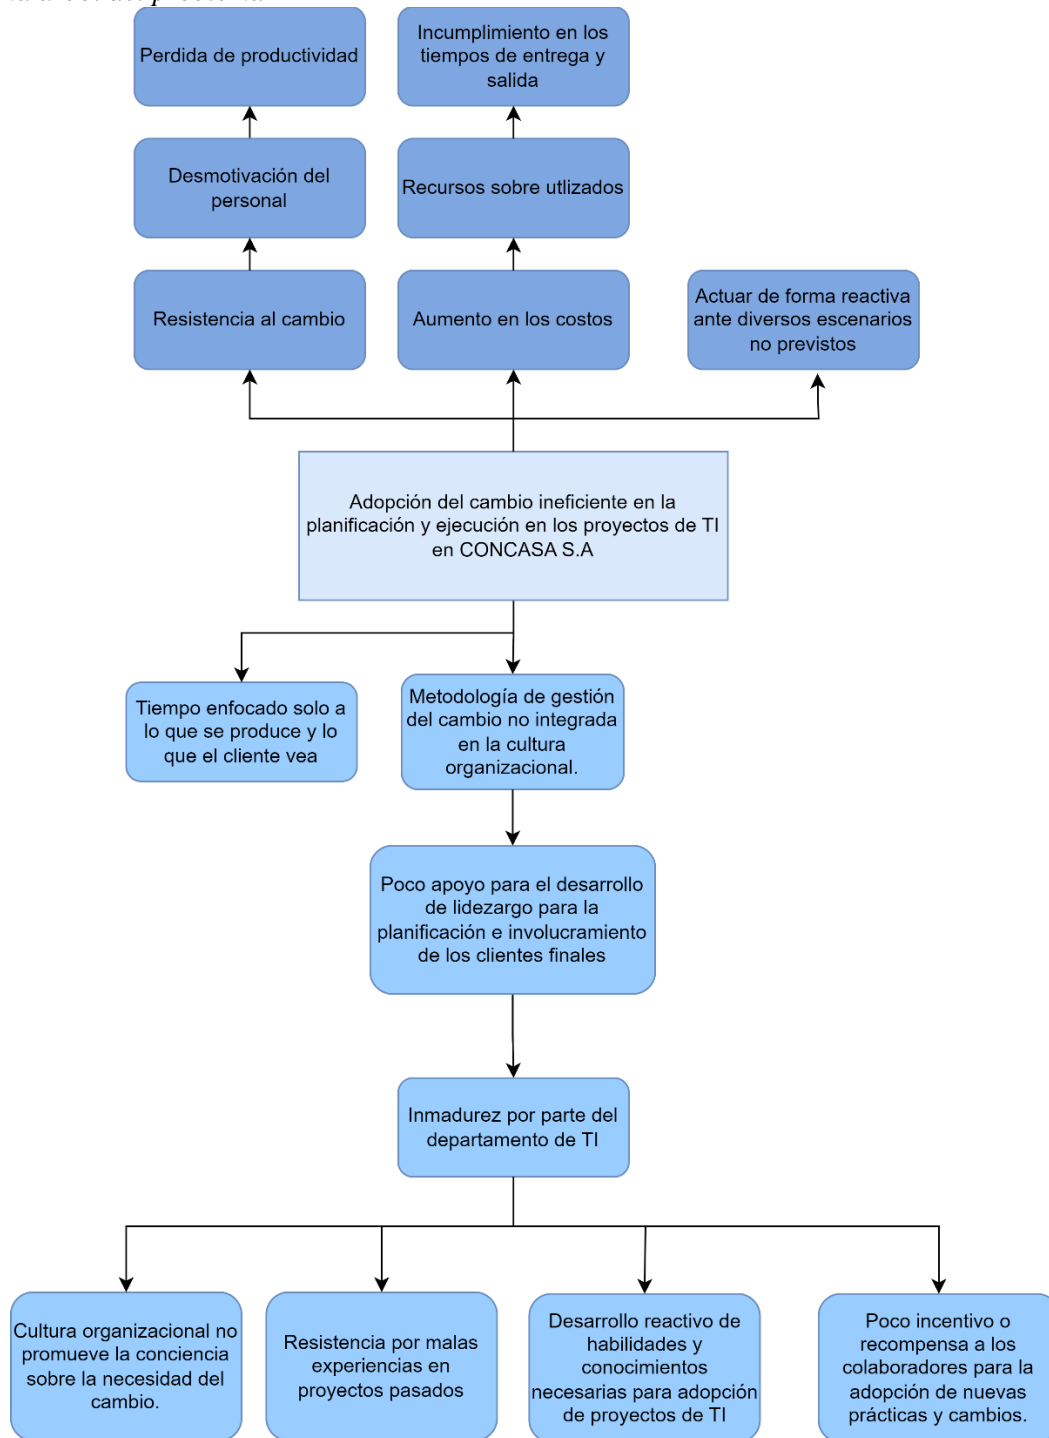 Perdida de productividad
Incumplimiento en los
tiempos de entrega y
salida
Desmotivación del
personal
Recursos sobre utlizados
Resistencia al cambio
Aumento en los costos
Actuar de forma reactiva
ante diversos escenarios
no previstos
Adopción del cambio ineficiente en la
planificación y ejecución en los proyectos de TI
en CONCASA S.A
Tiempo enfocado solo a
lo que se produce y lo
que el cliente vea
Metodología de gestión
del cambio no integrada
en la cultura
organizacional.
Poco apoyo para el desarrollo
de lidezargo para la
planificación e involucramiento
de los clientes finales
Inmadurez por parte del
departamento de TI
Cultura organizacional no
promueve la conciencia
sobre la necesidad del
cambio.
Resistencia por malas
experiencias en
proyectos pasados
Desarrollo reactivo de
habilidades y
conocimientos
necesarias para adopción
de proyectos de TI
Poco incentivo o
recompensa a los
colaboradores para la
adopción de nuevas
prácticas y cambios.